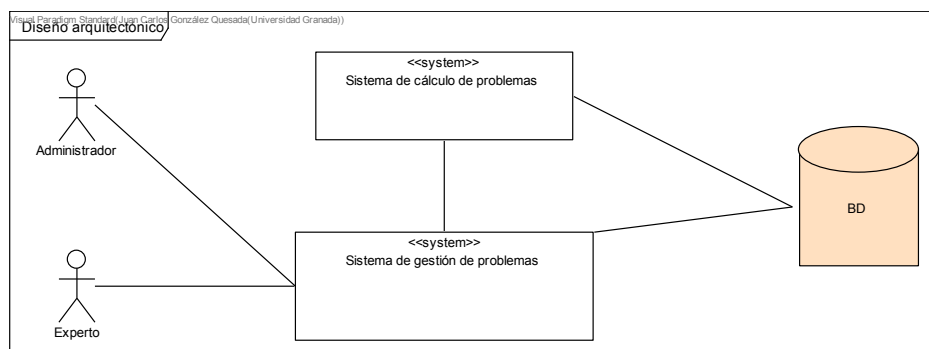 Visual Paradigm Standard(Juan Carlos González Quesada(Universidad Granada))
Diseño arquitectónico
<<system>>
Sistema de cálculo de problemas
Administrador
BD
<<system>>
Sistema de gestión de problemas
Experto